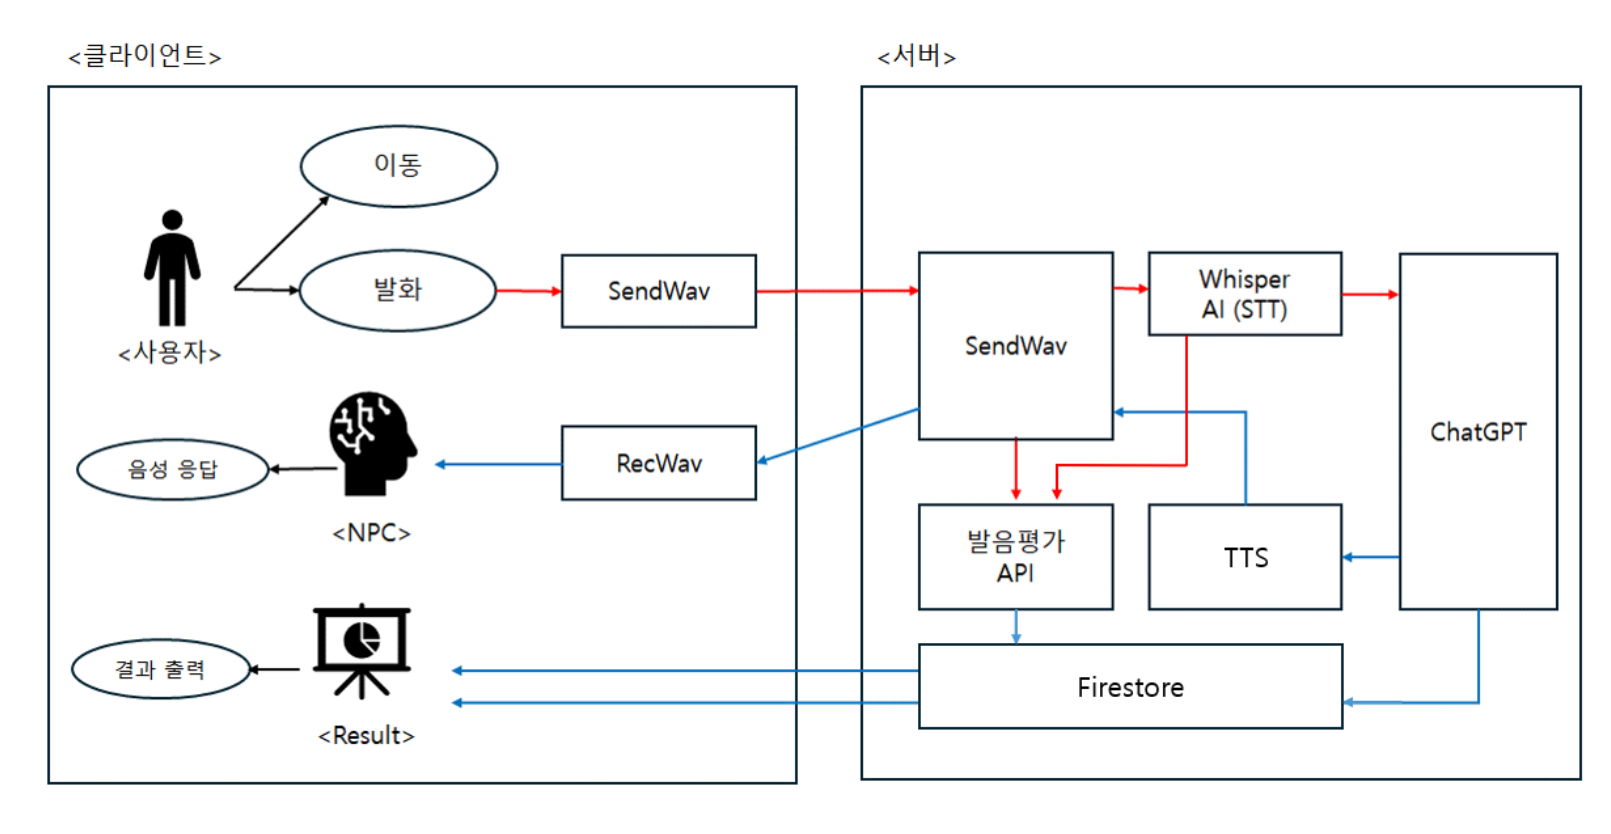 <클라이언트>
<서버>
이동
발화
SendWav
<사용자>
음성 응답
<NPC>
RecWav
결과 출력
<Result>
SendWav
Whisper
AI (STT)
ChatGPT
발음평가
API
TTS
Firestore